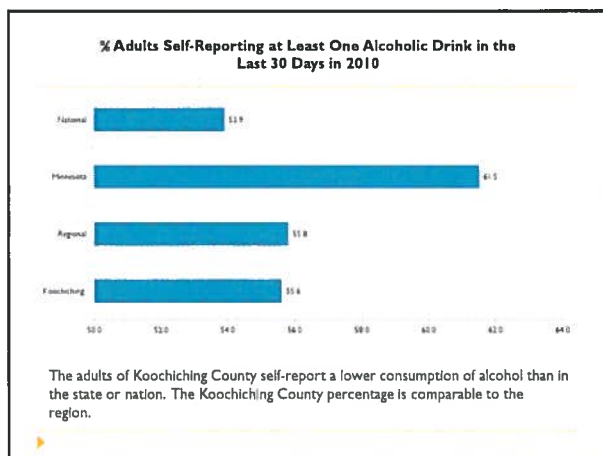 % Adults Self-Reporting at Least One Alcoholic Drink in the
Last 30 Days in 2010
National
53.9
Minnesota
61.5
Regional
55.8
Koochiching
55.6
50.0 52.0 54.0 56.0 58.0 60.0 62.0 64.0
The adults of Koochiching County self-report a lower consumption of alcohol than in
the state or nation. The Koochiching County percentage is comparable to the
region.